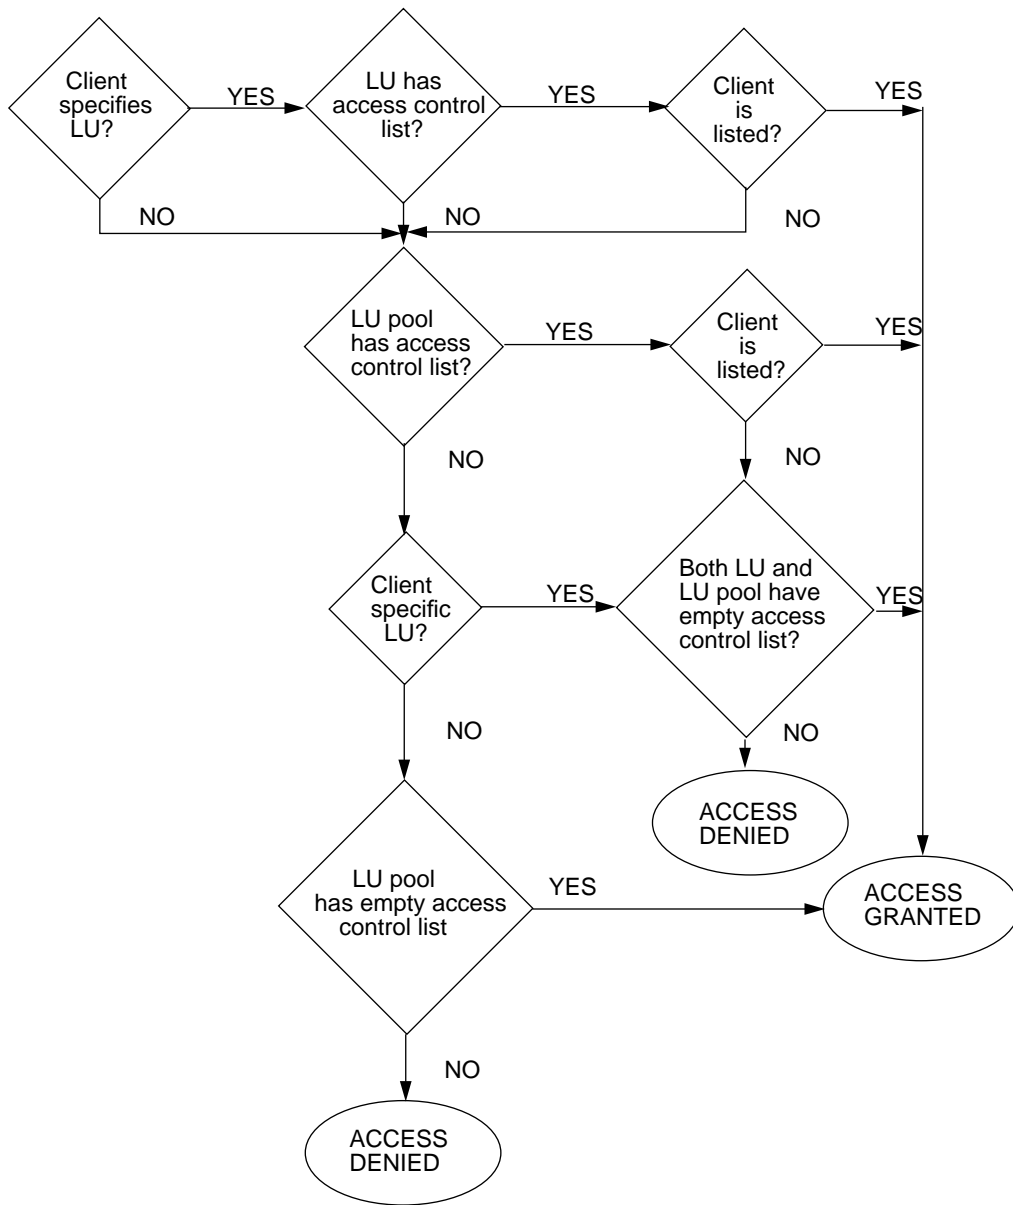 Client
specifies
LU?
YES
LU has
access control
list?
YES
Client
is
listed?
YES
NO
NO
NO
LU pool
has access
control list?
YES
Client
is
listed?
YES
NO
NO
Client
specific
LU?
YES
Both LU and
LU pool have
empty access
control list?
YES
NO
NO
ACCESS
DENIED
LU pool
has empty access
control list
YES
ACCESS
GRANTED
NO
ACCESS
DENIED